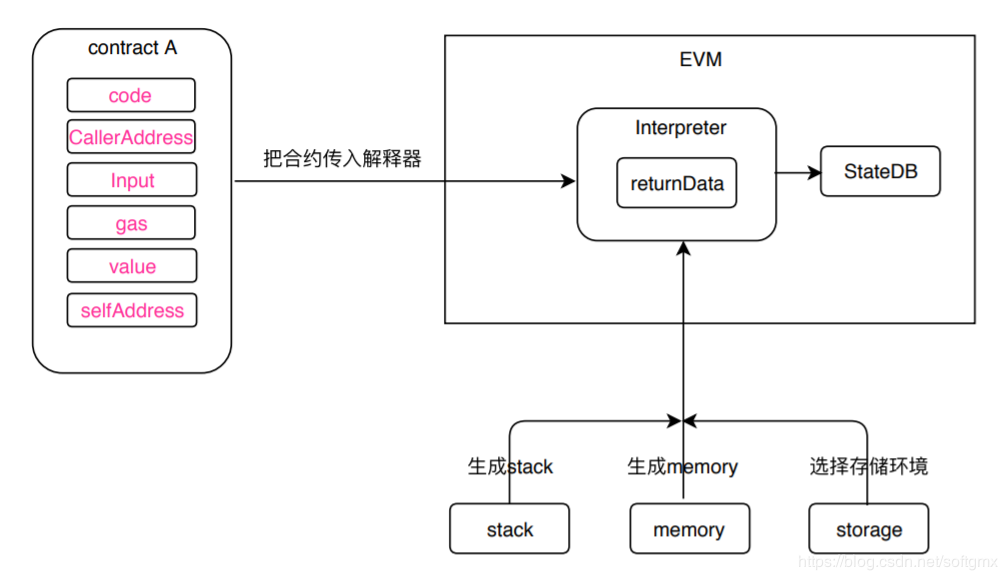 contract A
code
CallerAddress
Input
gas
value
selfAddress
把合约传入解释器
EVM
Interpreter
returnData
StateDB
生成stack
生成memory
选择存储环境
stack
memory
storage
https://blog.csdn.net/softgmx